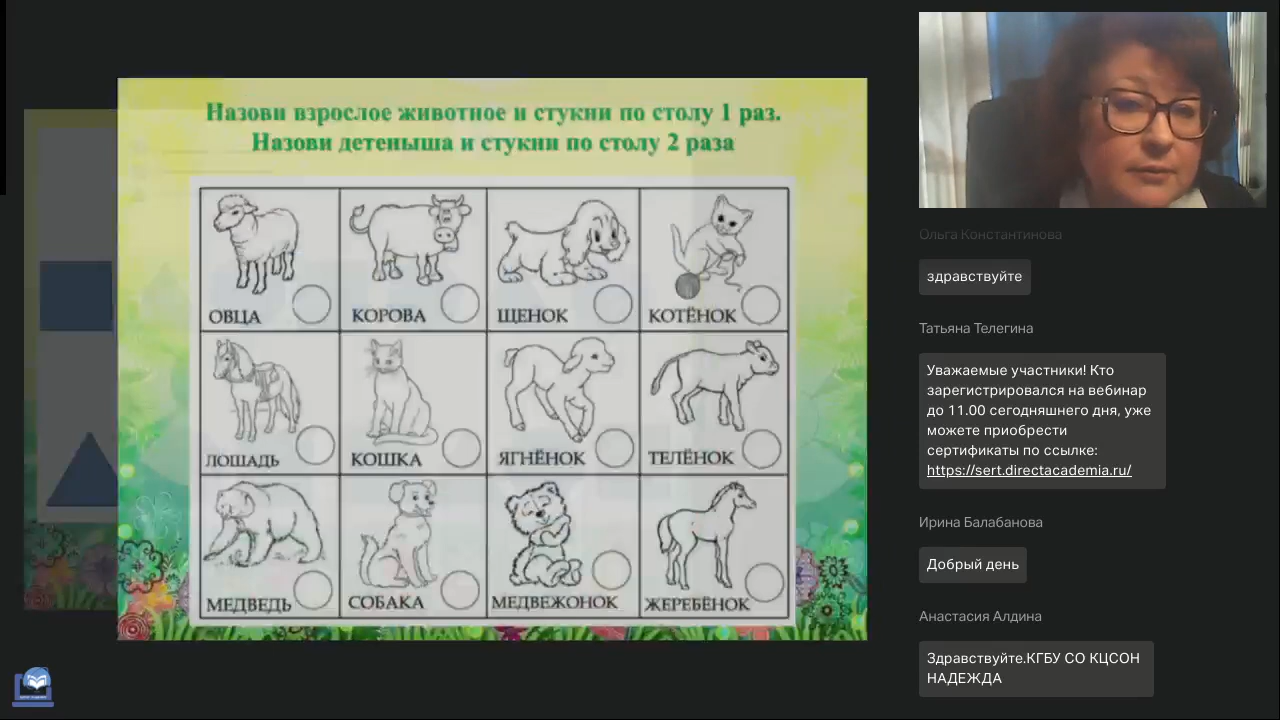 Назови взрослое животное и стукни по столу 1 раз.
Назови детеныша и стукни по столу 2 раза
ОВЦА
КОРОВА
ЩЕНОК
КОТЁНОК
ЛОШАДЬ
КОШКА
ЯГНЁНОК
ТЕЛЁНОК
МЕДВЕДЬ
СОБАКА
МЕДВЕЖОНОК
ЖЕРЕБЁНОК
Ольга Константинова
здравствуйте
Татьяна Телегина
Уважаемые участники! Кто
зарегистрировался на вебинар
до 11.00 сегодняшнего дня, уже
можете приобрести
сертификаты по ссылке:
https://sert.directacademia.ru/
Ирина Балабанова
Добрый день
Анастасия Алдина
Здравствуйте.КГБУ СО КЦСОН
НАДЕЖДА